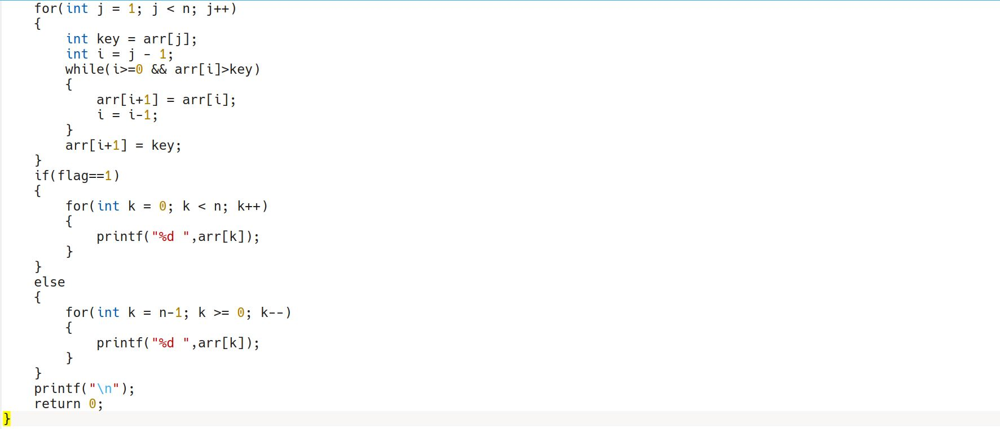 for(int j = 1; j < n; j++)
{
int key = arr[j];
int i = j - 1;
while(i>=0 && arr[i]>key)
{
arr[i+1] = arr[i];
i = i-1;
}
arr[i+1] = key;
}
if(flag==1)
{
for(int k = 0; k < n; k++)
{
printf("%d ",arr[k]);
}
}
else
{
for(int k = n-1; k >= 0; k--)
{
printf("%d ",arr[k]);
}
}
printf("\n");
return 0;
}